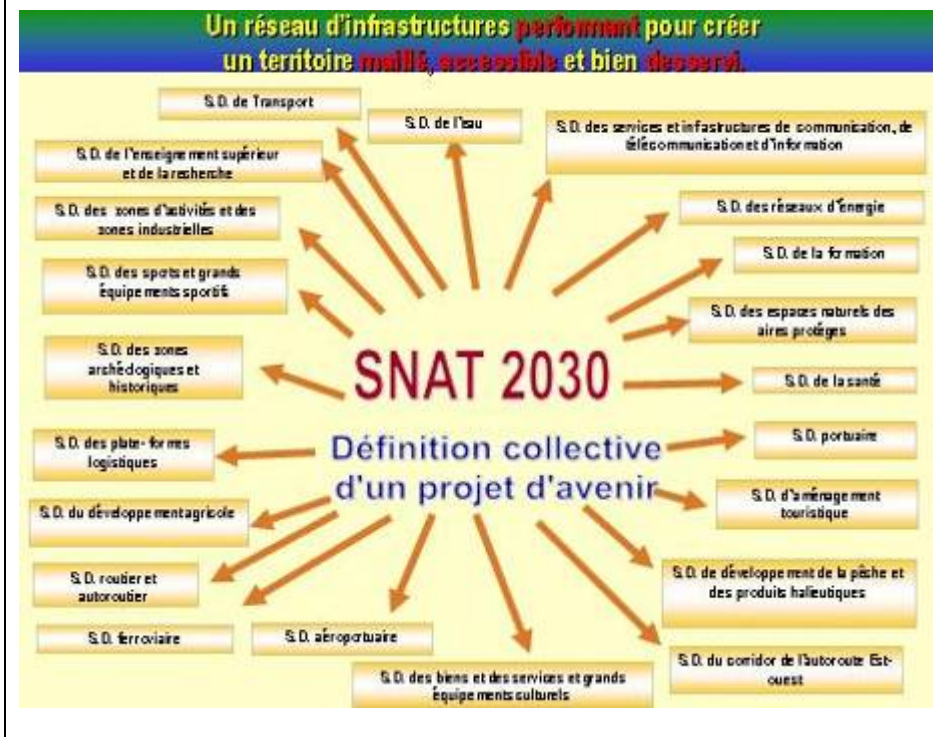 Un réseau d'infrastructures performant pour créer
un territoire maillé, accessible et bien desservi.
S.D. de Transport
S.D. de l'eau
S.D. des services et infastructures de communication, de
télécommunication et d'information
S.D. de l'enseignement supérieur
et de la recherche
S.D. des réseaux d'énergie
S.D. des zones d'activités et des
zones industrielles
S.D. de la formation
S.D. des spots et grands
équipements sportifs
S.D. des espaces naturels des
aires protéges
S.D. des zones
archéologiques et
historiques
SNAT 2030
S.D. de la santé
S.D. des plate-formes
logistiques
Définition collective
d'un projet d'avenir
S.D. portuaire
S.D. du développement agricole
S.D. d'aménagement
touristique
S.D. routier et
autoroutier
S.D. de développement de la pêche et
des produits halieutiques
S.D. ferroviaire
S.D. aéroportuaire
S.D. du corridor de l'autoroute Est-
ouest
S.D. des biens et des services et grands
équipements culturels